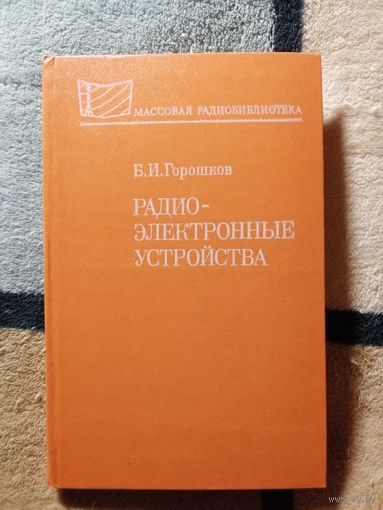 МАССОВАЯ РАДИОБИБЛИОТЕКА
Б.И.Горошков
РАДИО-
ЭЛЕКТРОННЫЕ
УСТРОЙСТВА